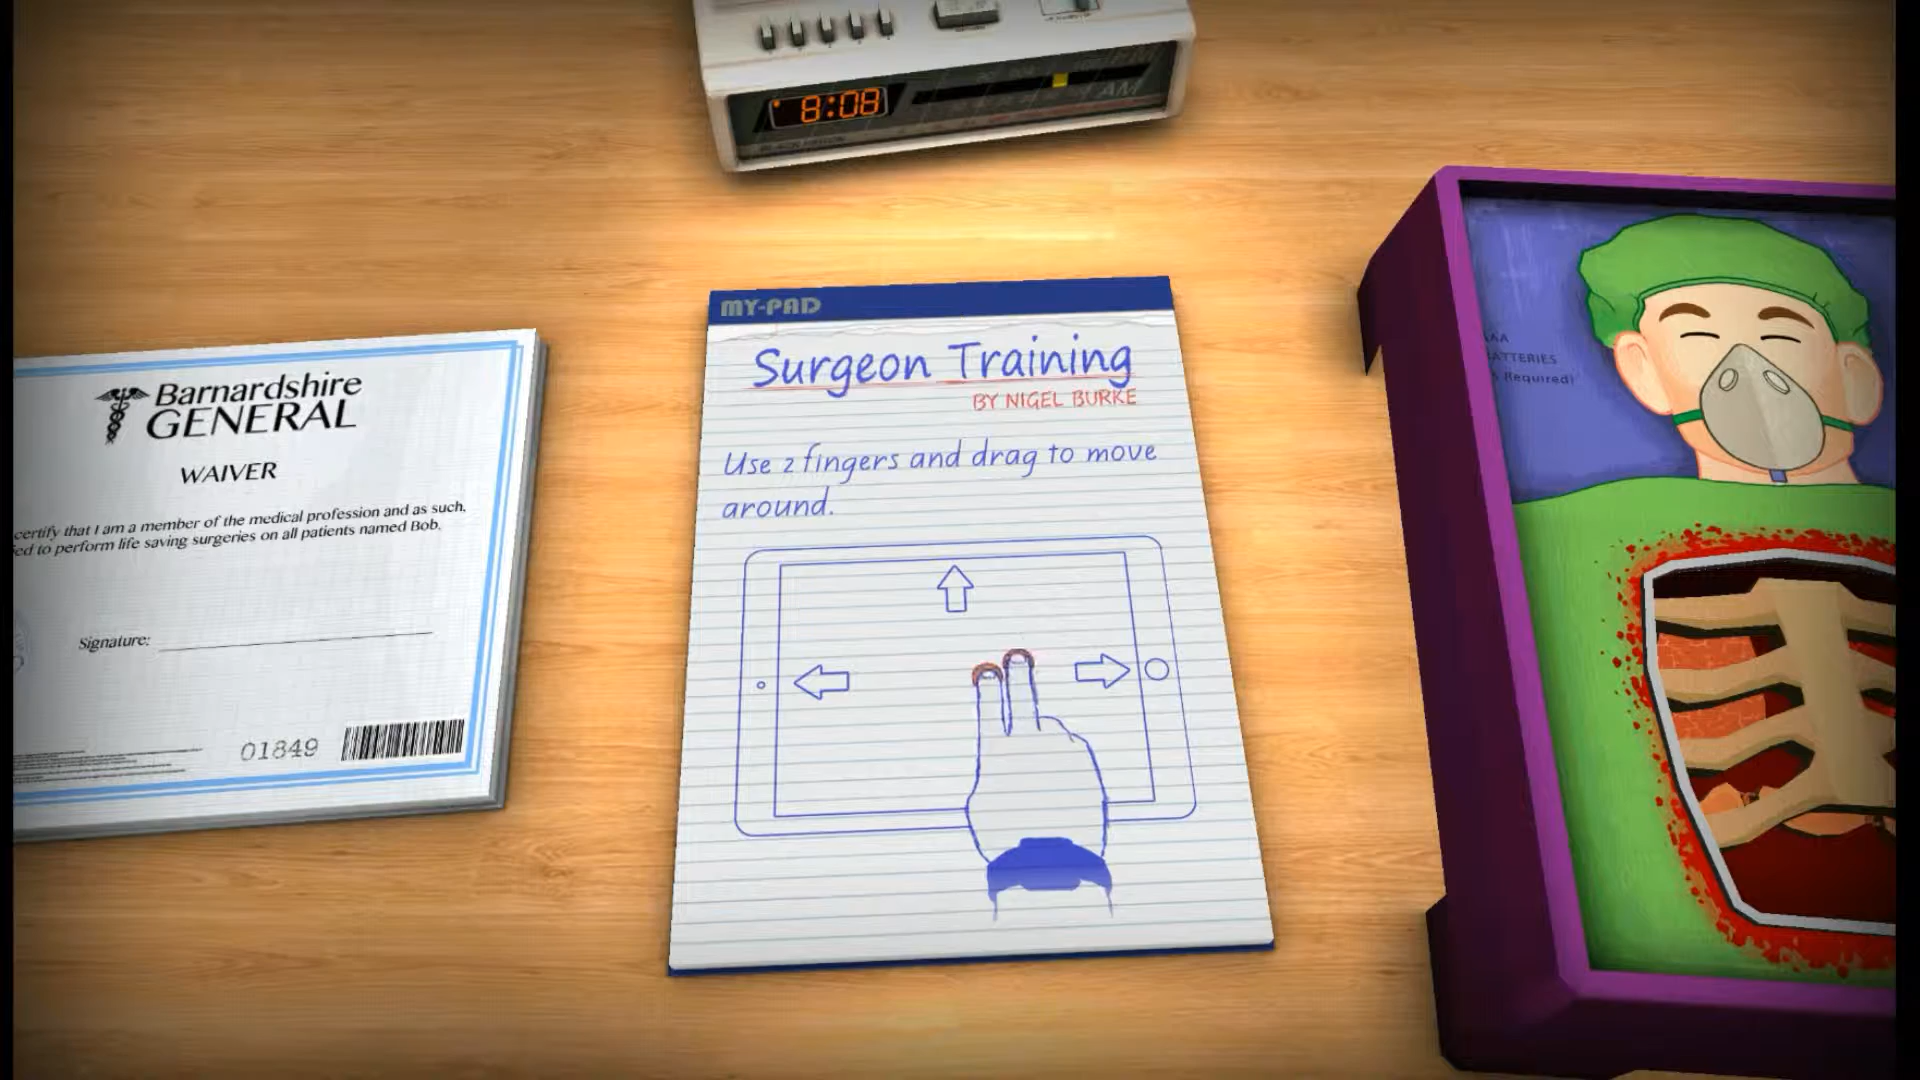 8:08
AM
MY-PAD
Surgeon Training
BY NIGEL BURKE
Use 2 fingers and drag to move
around.
Barnardshire
GENERAL
WAIVER
certify that I am a member of the medical profession and as such,
to perform life saving surgeries on all patients named Bob.
Signature:
01849
AAA
BATTERIES
Required)